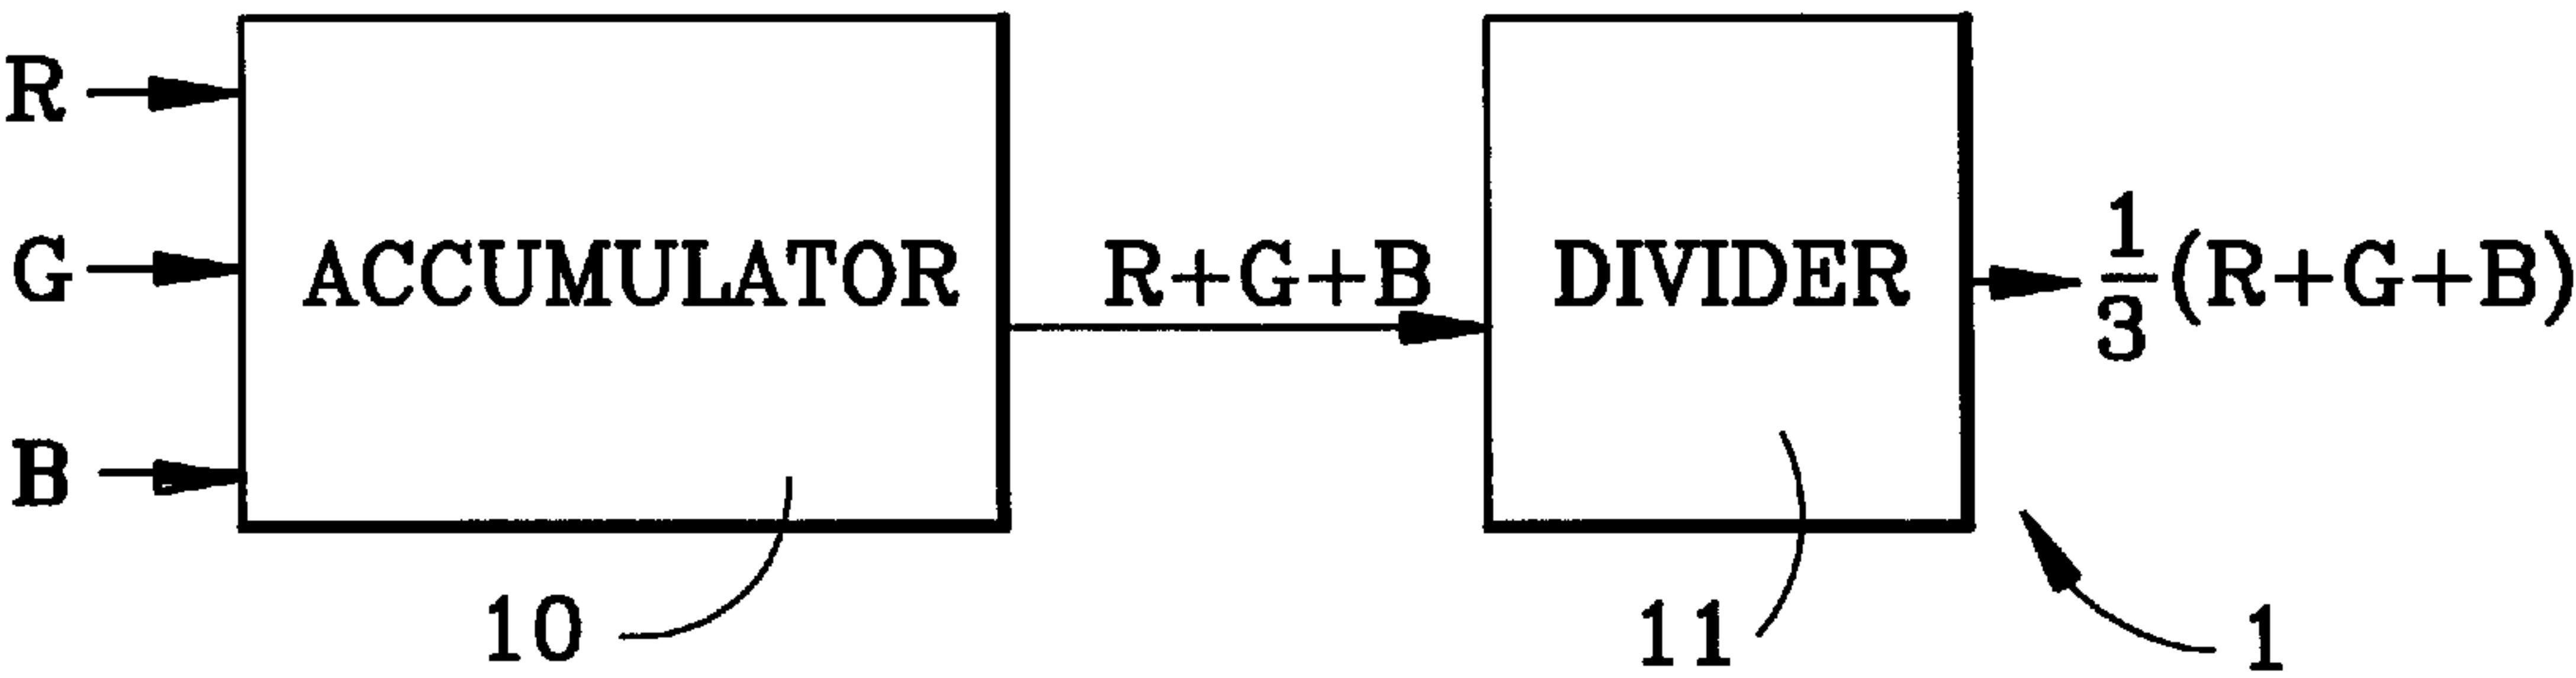 R
G
B
ACCUMULATOR
R+G+B
DIVIDER
1/3(R+G+B)
10
11
1